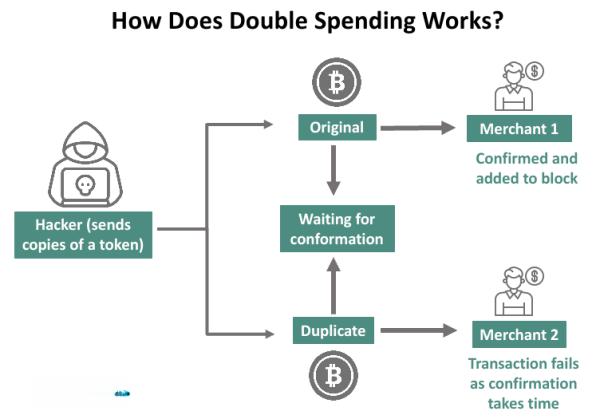 How Does Double Spending Works?
Original
Merchant 1
Confirmed and
added to block
Hacker (sends
copies of a token)
Waiting for
conformation
Duplicate
Merchant 2
Transaction fails
as confirmation
takes time